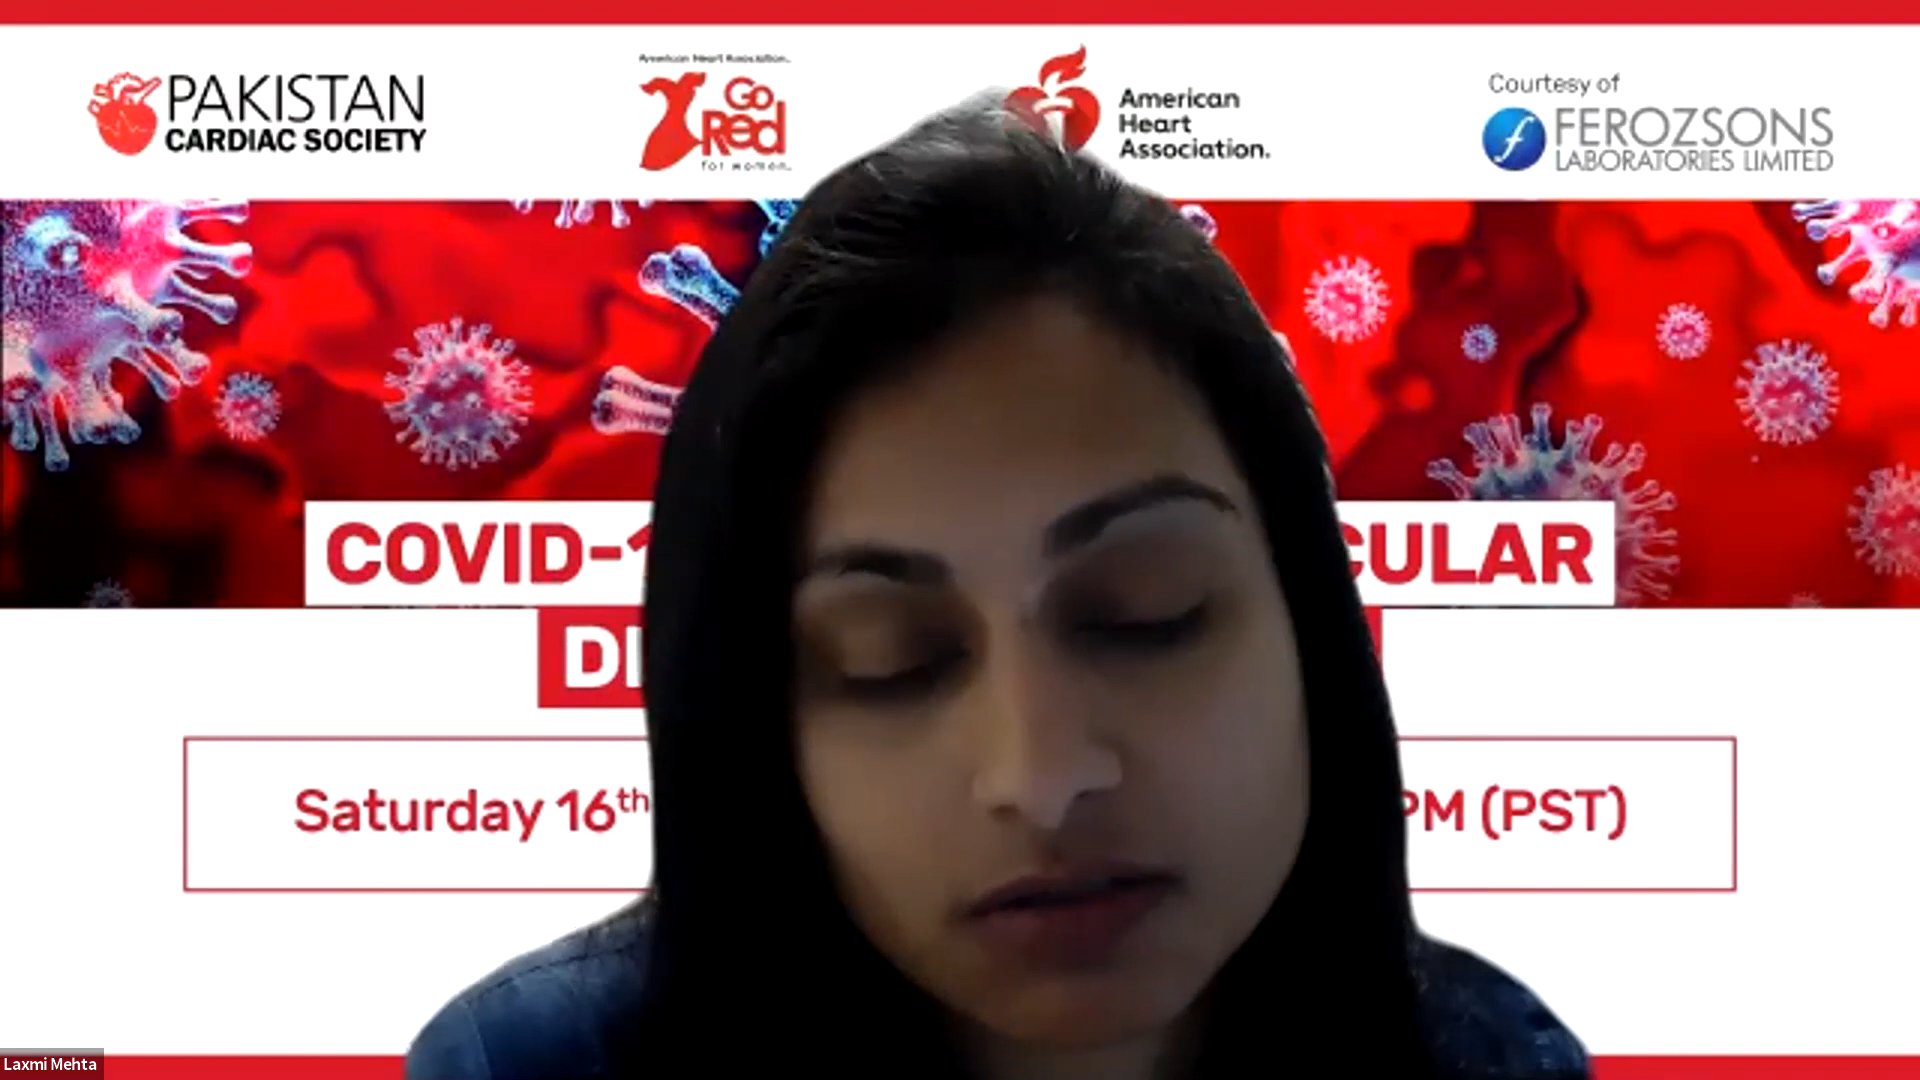 PAKISTAN
CARDIAC SOCIETY
American Heart Association.
Go
Red
for women.
American
Heart
Association.
Courtesy of
f FEROZSONS
LABORATORIES LIMITED
COVID-1 CULAR
DI
Saturday 16th PM (PST)
Laxmi Mehta